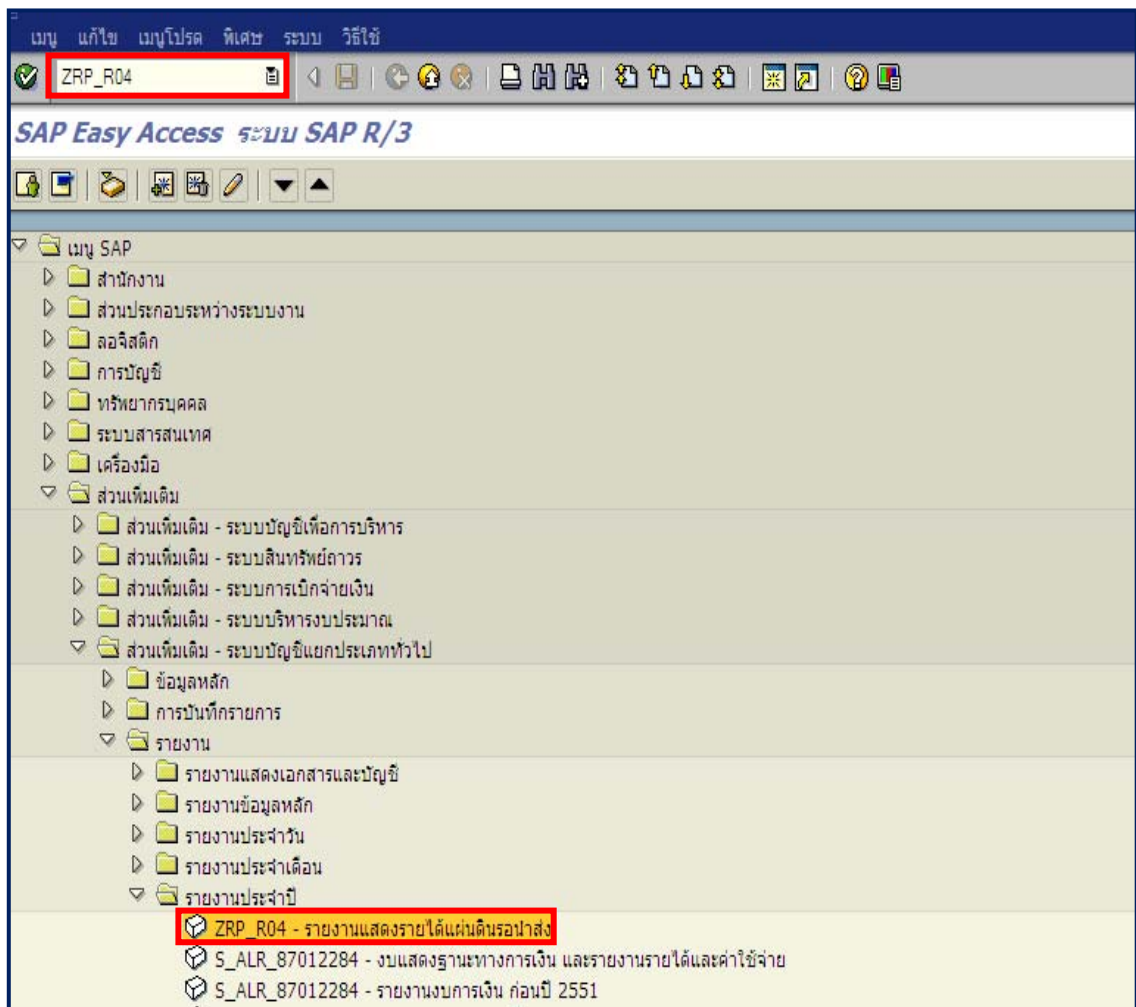 เมนู แก้ไข เมนูโปรด พิเศษ ระบบ วิธีใช้
ZRP_R04
SAP Easy Access ระบบ SAP R/3
เมนู SAP
สำนักงาน
ส่วนประกอบระหว่างระบบงาน
ลอจิสติก
การบัญชี
ทรัพยากรบุคคล
ระบบสารสนเทศ
เครื่องมือ
ส่วนเพิ่มเติม
ส่วนเพิ่มเติม - ระบบบัญชีเพื่อการบริหาร
ส่วนเพิ่มเติม - ระบบสินทรัพย์ถาวร
ส่วนเพิ่มเติม - ระบบการเบิกจ่ายเงิน
ส่วนเพิ่มเติม - ระบบบริหารงบประมาณ
ส่วนเพิ่มเติม - ระบบบัญชีแยกประเภททั่วไป
ข้อมูลหลัก
การบันทึกรายการ
รายงาน
รายงานแสดงเอกสารและบัญชี
รายงานข้อมูลหลัก
รายงานประจำวัน
รายงานประจำเดือน
รายงานประจำปี
ZRP_R04 - รายงานแสดงรายได้แผ่นดินรอนำส่ง
S_ALR_87012284 - งบแสดงฐานะทางการเงิน และรายงานรายได้และค่าใช้จ่าย
S_ALR_87012284 - รายงานงบการเงิน ก่อนปี 2551